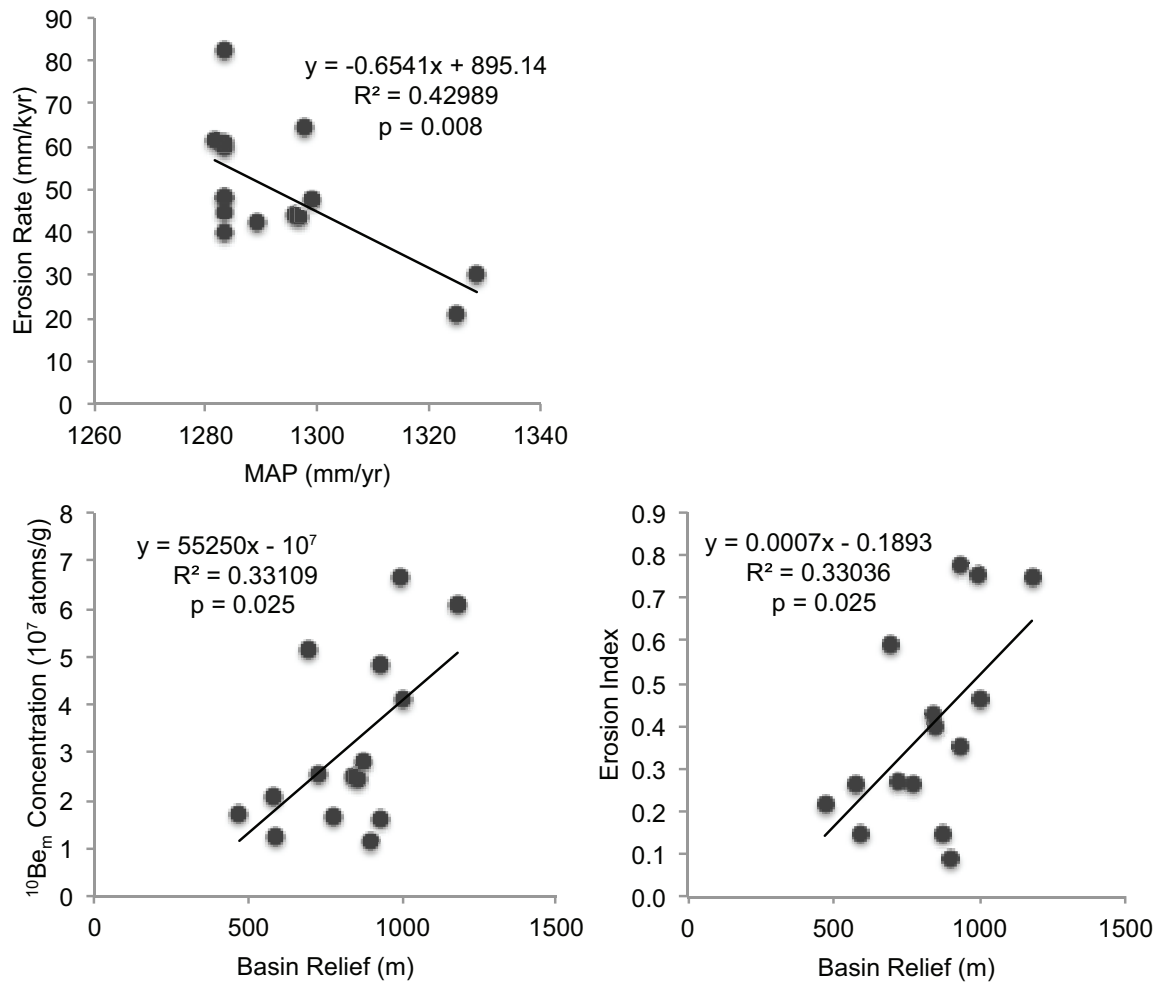 90
80
70
60
50
40
30
20
10
0
Erosion Rate (mm/kyr)
y = -0.6541x + 895.14
R² = 0.42989
p = 0.008
1260 1280 1300 1320 1340
MAP (mm/yr)
8
7
6
5
4
3
2
1
0
¹⁰Beₘ Concentration (10⁷ atoms/g)
y = 55250x - 10⁷
R² = 0.33109
p = 0.025
0 500 1000 1500
Basin Relief (m)
0.9
0.8
0.7
0.6
0.5
0.4
0.3
0.2
0.1
0.0
Erosion Index
y = 0.0007x - 0.1893
R² = 0.33036
p = 0.025
0 500 1000 1500
Basin Relief (m)